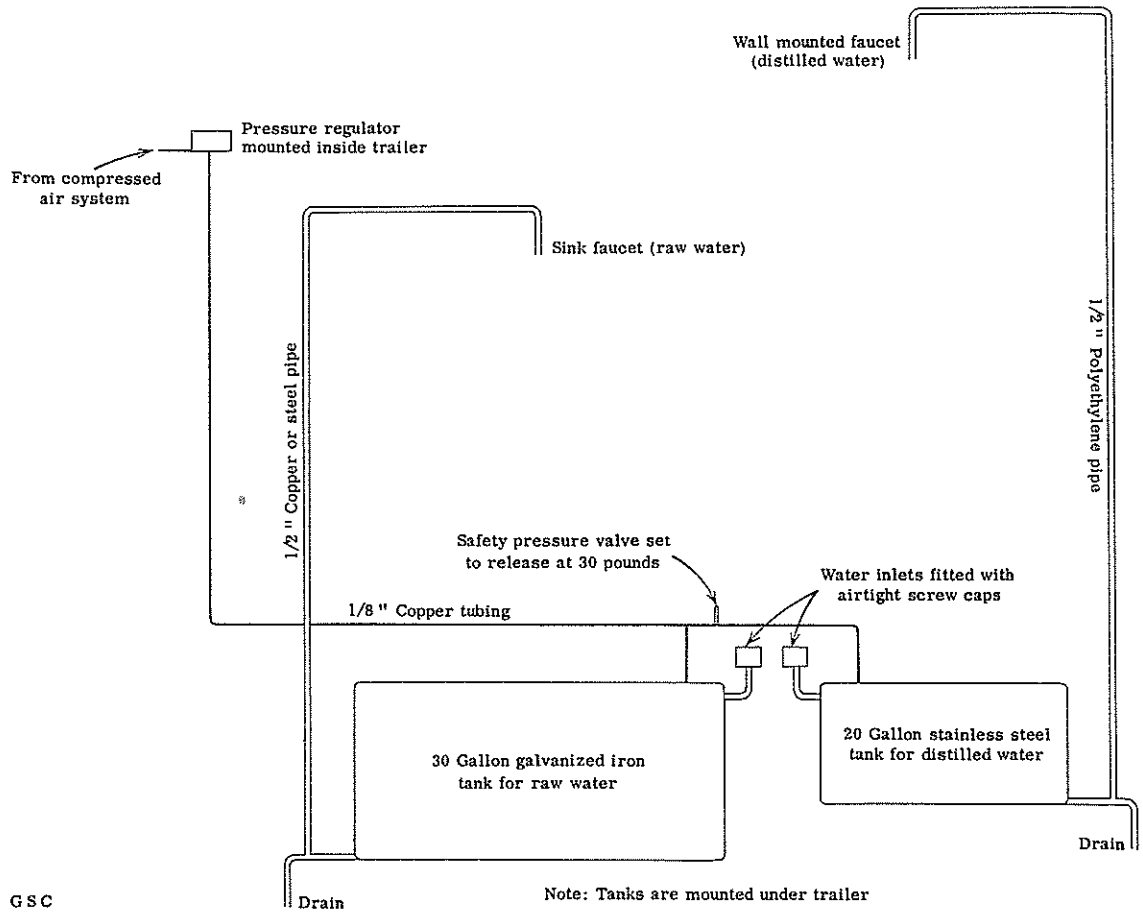 Wall mounted faucet
(distilled water)
Pressure regulator
mounted inside trailer
From compressed
air system
Sink faucet (raw water)
1/2" Copper or steel pipe
1/2" Polyethylene pipe
Safety pressure valve set
to release at 30 pounds
Water inlets fitted with
airtight screw caps
1/8" Copper tubing
30 Gallon galvanized iron
tank for raw water
20 Gallon stainless steel
tank for distilled water
Drain
Drain
Note: Tanks are mounted under trailer
GSC